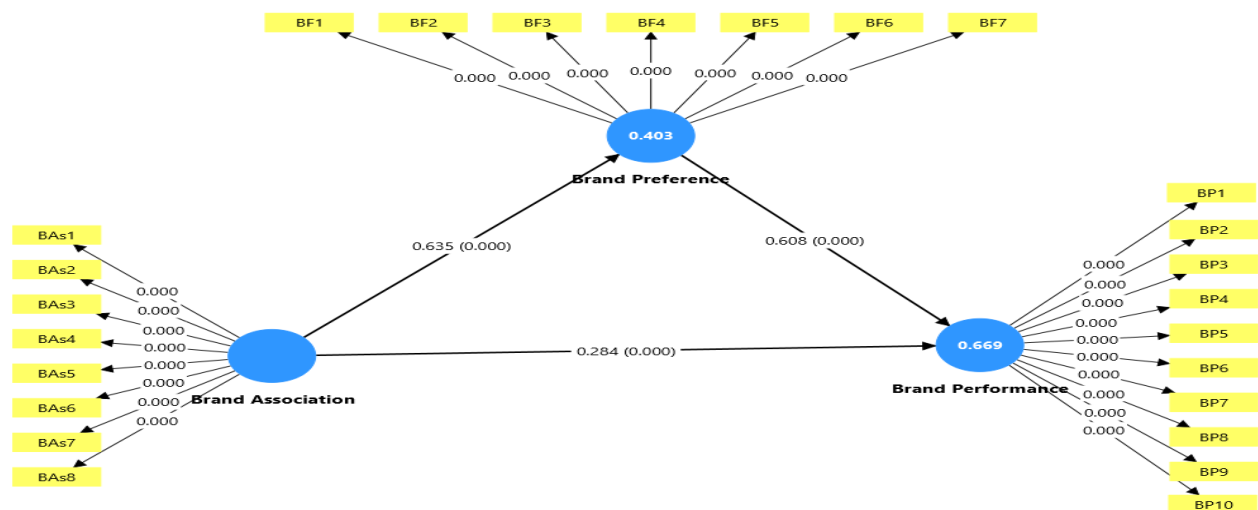 BF1 BF2 BF3 BF4 BF5 BF6 BF7
0.000 0.000 0.000 0.000 0.000 0.000 0.000
0.403
Brand Preference
0.635 (0.000)
0.608 (0.000)
BAs1
BAs2
BAs3
BAs4
BAs5
BAs6
BAs7
BAs8
0.000
0.000
0.000
0.000
0.000
0.000
0.000
0.000
Brand Association
0.284 (0.000)
0.669
Brand Performance
0.000
0.000
0.000
0.000
0.000
0.000
0.000
0.000
0.000
0.000
BP1
BP2
BP3
BP4
BP5
BP6
BP7
BP8
BP9
BP10